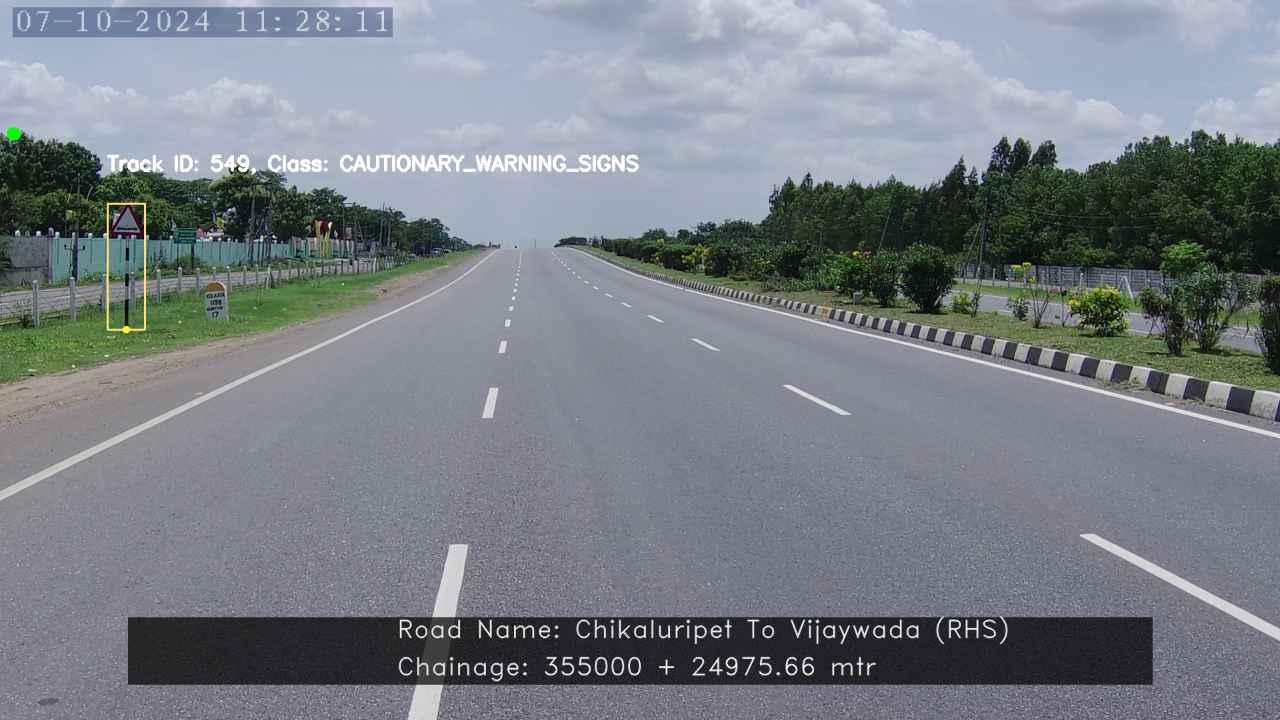 07-10-2024 11:28:11
Track ID: 549, Class: CAUTIONARY_WARNING_SIGNS
17
Road Name: Chikaluripet To Vijaywada (RHS)
Chainage: 355000 + 24975.66 mtr